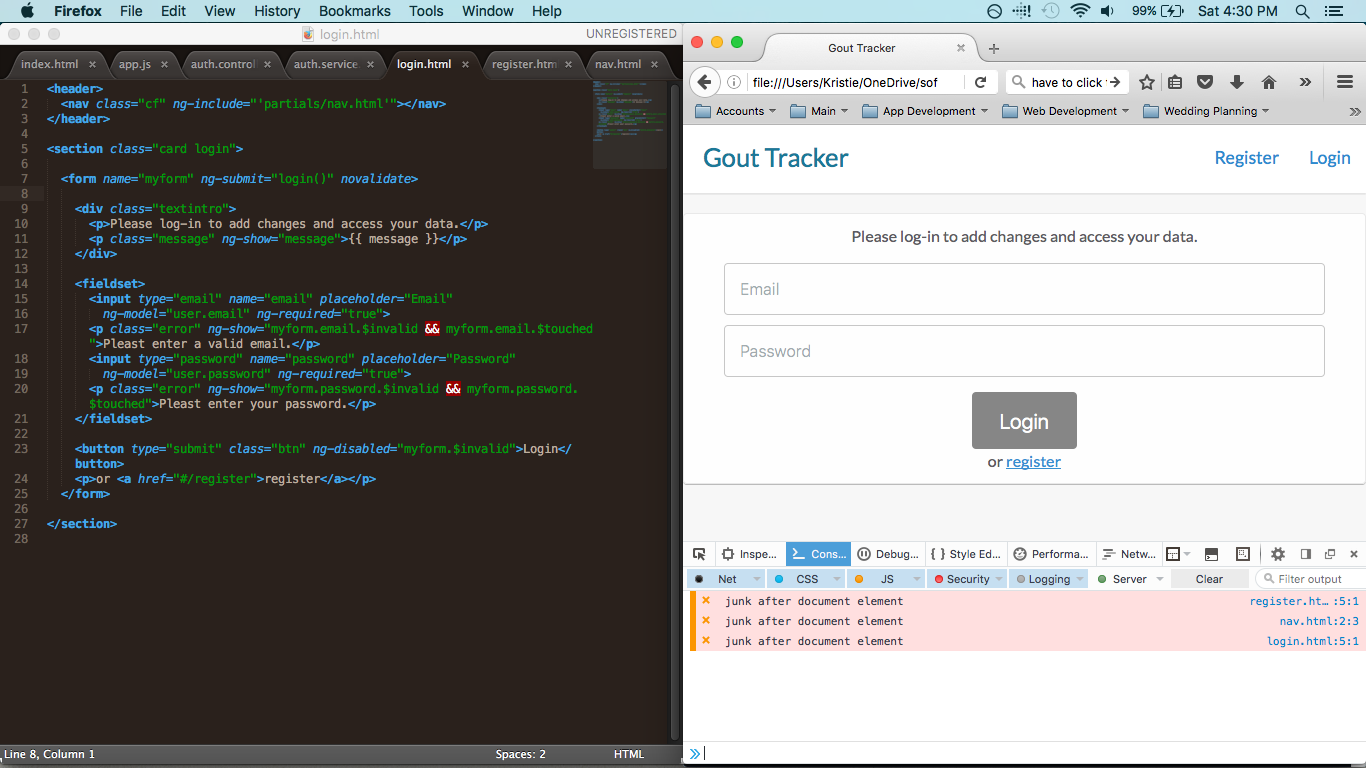 Firefox File Edit View History Bookmarks Tools Window Help 99% Sat 4:30 PM
login.html UNREGISTERED
index.html × app.js × auth.control × auth.service. × login.html × register.htm × nav.html ×
1 <header>
2 <nav class="cf" ng-include="'partials/nav.html'"></nav>
3 </header>
4
5 <section class="card login">
6
7 <form name="myform" ng-submit="login()" novalidate>
8
9 <div class="textintro">
10 <p>Please log-in to add changes and access your data.</p>
11 <p class="message" ng-show="message">{{ message }}</p>
12 </div>
13
14 <fieldset>
15 <input type="email" name="email" placeholder="Email"
16 ng-model="user.email" ng-required="true">
17 <p class="error" ng-show="myform.email.$invalid && myform.email.$touched
">Pleast enter a valid email.</p>
18 <input type="password" name="password" placeholder="Password"
19 ng-model="user.password" ng-required="true">
20 <p class="error" ng-show="myform.password.$invalid && myform.password.
$touched">Pleast enter your password.</p>
21 </fieldset>
22
23 <button type="submit" class="btn" ng-disabled="myform.$invalid">Login</
button>
24 <p>or <a href="#/register">register</a></p>
25 </form>
26
27 </section>
28
Line 8, Column 1 Spaces: 2 HTML
Gout Tracker × +
file:///Users/Kristie/OneDrive/sof have to click
Accounts Main App Development Web Development Wedding Planning »
Gout Tracker Register Login
Please log-in to add changes and access your data.
Email
Password
Login
or register
Inspe... Cons... Debug... { } Style Ed... Performa... Netw...
Net CSS JS Security Logging Server Clear Filter output
junk after document element register.ht… :5:1
junk after document element nav.html:2:3
junk after document element login.html:5:1
»